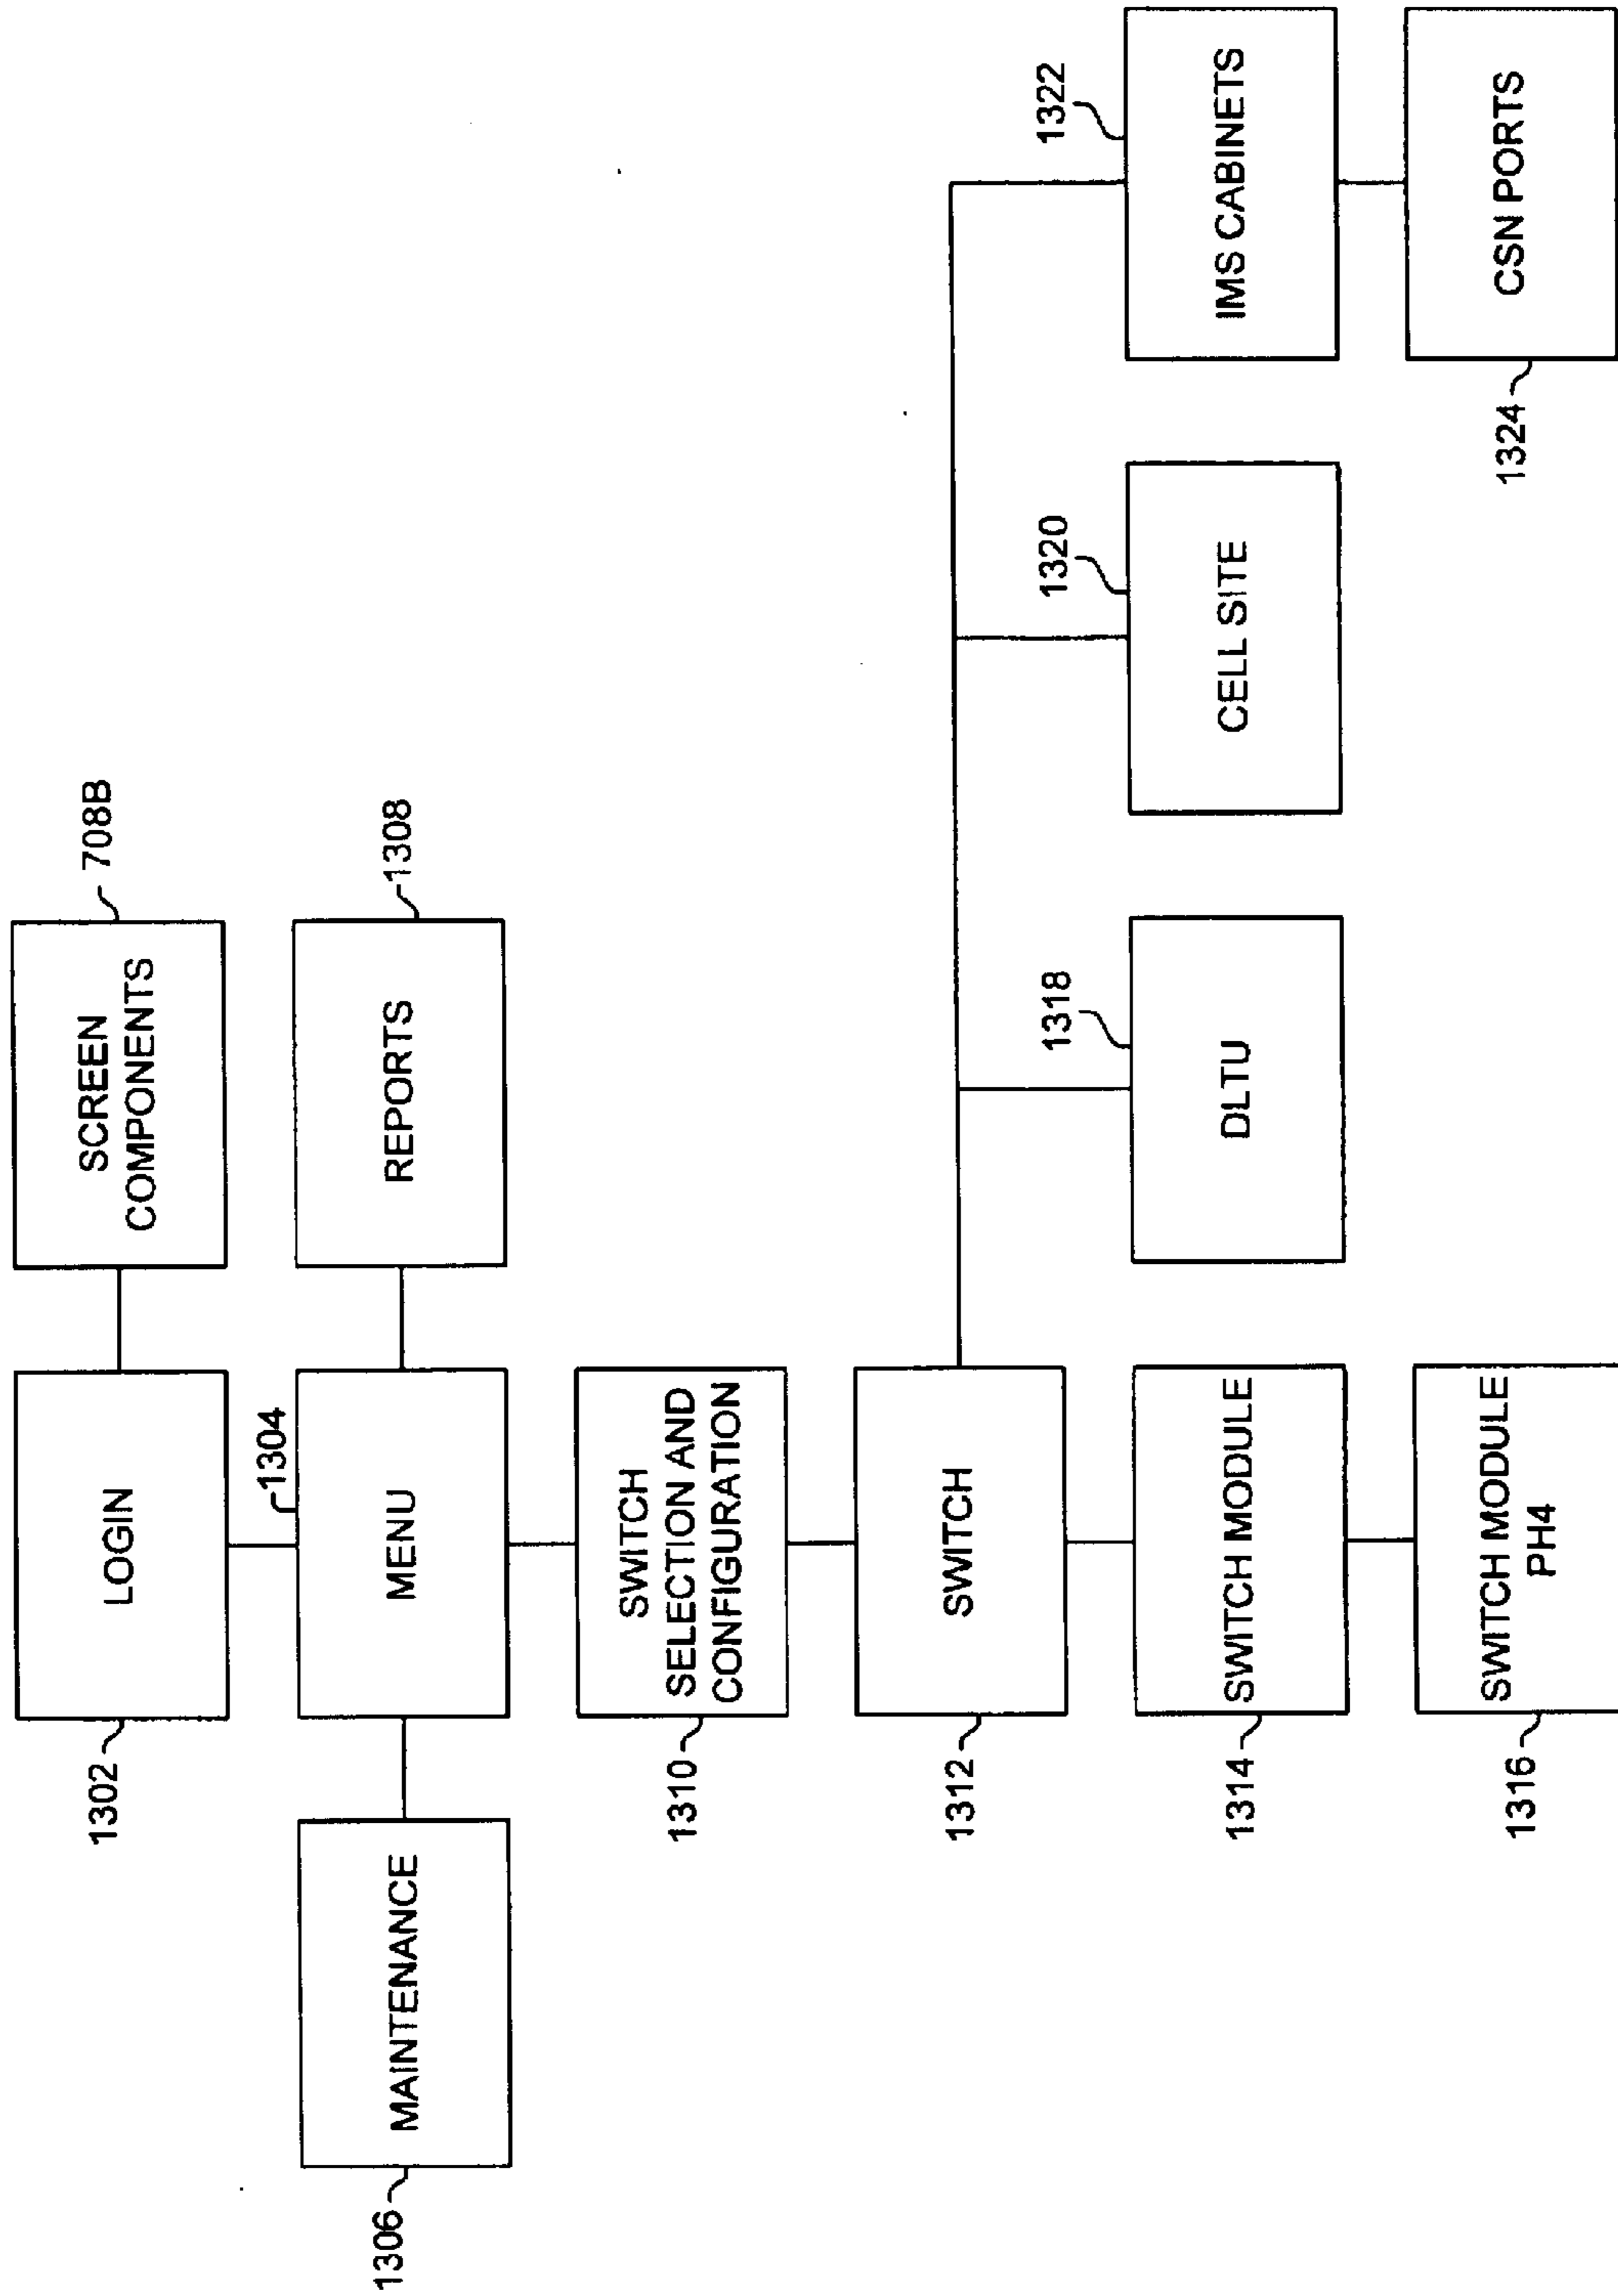 SCREEN
COMPONENTS
708B
LOGIN
1302
1304
MENU
REPORTS
1308
MAINTENANCE
1306
SWITCH
SELECTION AND
CONFIGURATION
1310
SWITCH
1312
SWITCH MODULE
1314
SWITCH MODULE
PH4
1316
DLTU
1318
CELL SITE
1320
IMS CABINETS
1322
CSN PORTS
1324